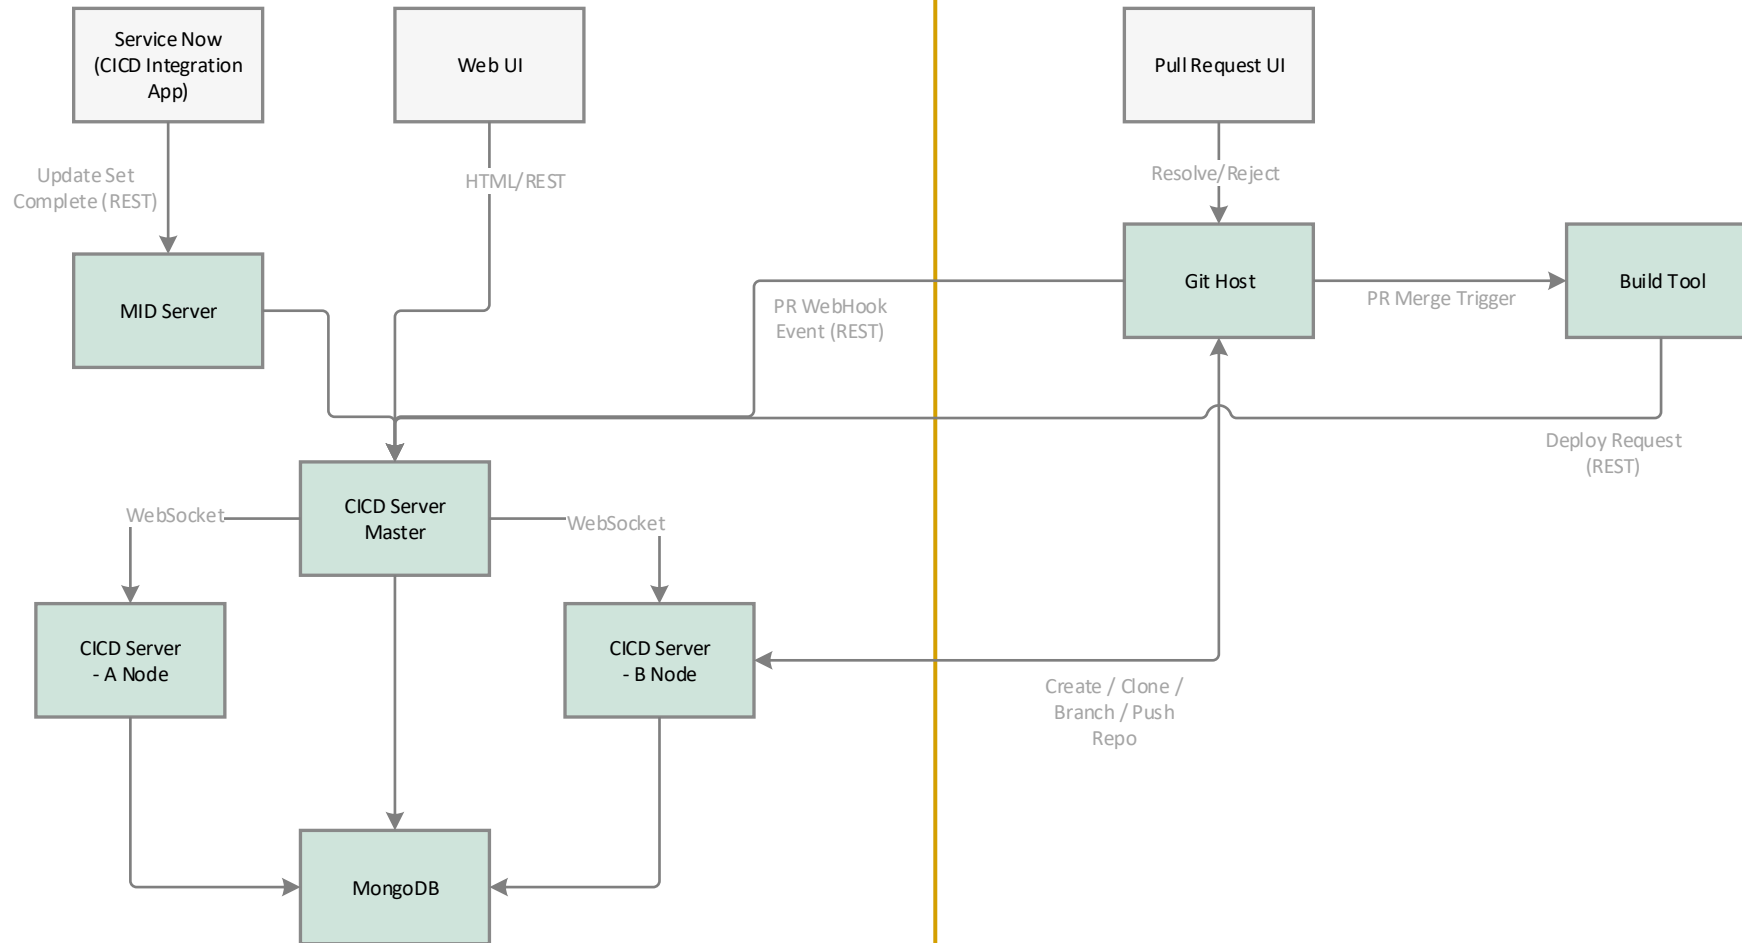 Service Now
(CICD Integration
App)
Web UI
Pull Request UI
Update Set
Complete (REST)
HTML/REST
Resolve/Reject
MID Server
PR WebHook
Event (REST)
Git Host
PR Merge Trigger
Build Tool
Deploy Request
(REST)
CICD Server
Master
WebSocket
WebSocket
CICD Server
- A Node
CICD Server
- B Node
Create / Clone /
Branch / Push
Repo
MongoDB